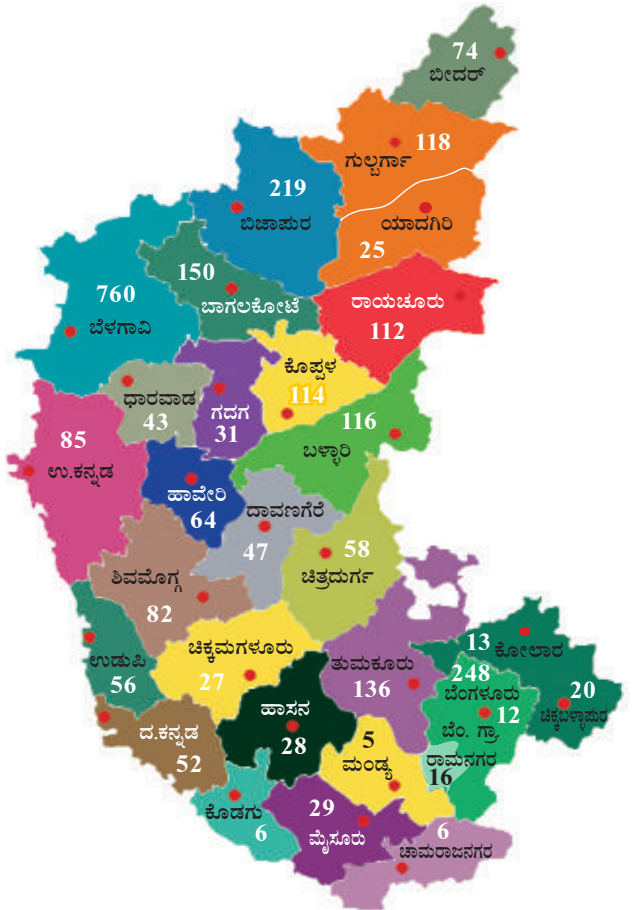 74
ಬೀದರ್
118
ಗುಲ್ಬರ್ಗಾ
219
ಬಿಜಾಪುರ
ಯಾದಗಿರಿ
25
150
ಬಾಗಲಕೋಟೆ
760
ಬೆಳಗಾವಿ
ರಾಯಚೂರು
112
ಕೊಪ್ಪಳ
114
ಧಾರವಾಡ
43
ಗದಗ
31
116
ಬಳ್ಳಾರಿ
85
ಉ.ಕನ್ನಡ
ಹಾವೇರಿ
64
ದಾವಣಗೆರೆ
47
58
ಚಿತ್ರದುರ್ಗ
ಶಿವಮೊಗ್ಗ
82
ಉಡುಪಿ
56
ಚಿಕ್ಕಮಗಳೂರು
27
ತುಮಕೂರು
136
13
ಕೋಲಾರ
248
ಬೆಂಗಳೂರು
12
ಬೆಂ. ಗ್ರಾ.
20
ಚಿಕ್ಕಬಳ್ಳಾಪುರ
ರಾಮನಗರ
16
ಹಾಸನ
28
ದ.ಕನ್ನಡ
52
5
ಮಂಡ್ಯ
ಕೊಡಗು
6
29
ಮೈಸೂರು
6
ಚಾಮರಾಜನಗರ